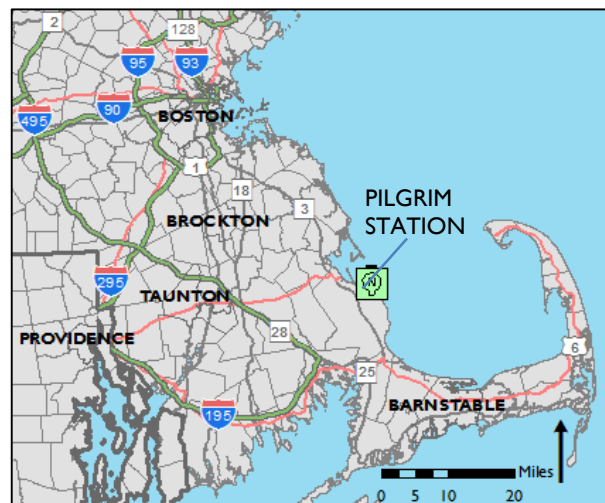 2
128
95
93
90
495
BOSTON
1
18
BROCKTON
3
PILGRIM
STATION
N
295
TAUNTON
PROVIDENCE
28
6
25
195
BARNSTABLE
Miles
0 5 10 20